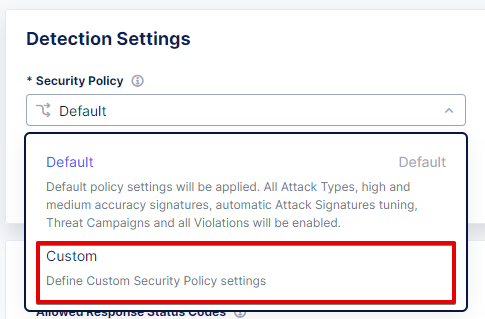 Detection Settings
* Security Policy
Default
Default Default
Default policy settings will be applied. All Attack Types, high and
medium accuracy signatures, automatic Attack Signatures tuning,
Threat Campaigns and all Violations will be enabled.
Custom
Define Custom Security Policy settings
Allowed Response Status Codes